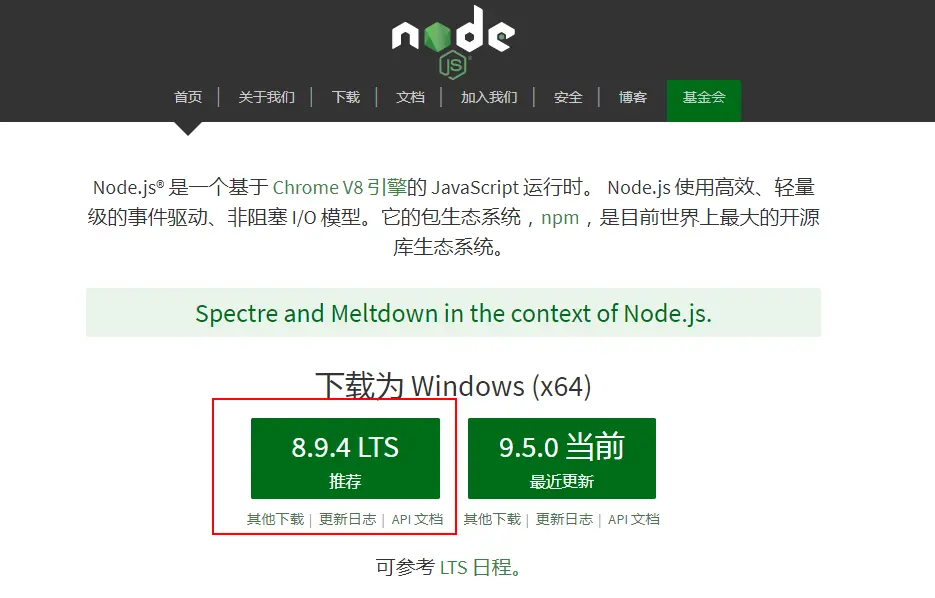 node
JS
首页 | 关于我们 | 下载 | 文档 | 加入我们 | 安全 | 博客 基金会
Node.js® 是一个基于 Chrome V8 引擎的 JavaScript 运行时。 Node.js 使用高效、轻量
级的事件驱动、非阻塞 I/O 模型。它的包生态系统，npm，是目前世界上最大的开源
库生态系统。
Spectre and Meltdown in the context of Node.js.
下载为 Windows (x64)
8.9.4 LTS
推荐
其他下载 | 更新日志 | API 文档
9.5.0 当前
最近更新
其他下载 | 更新日志 | API 文档
可参考 LTS 日程。